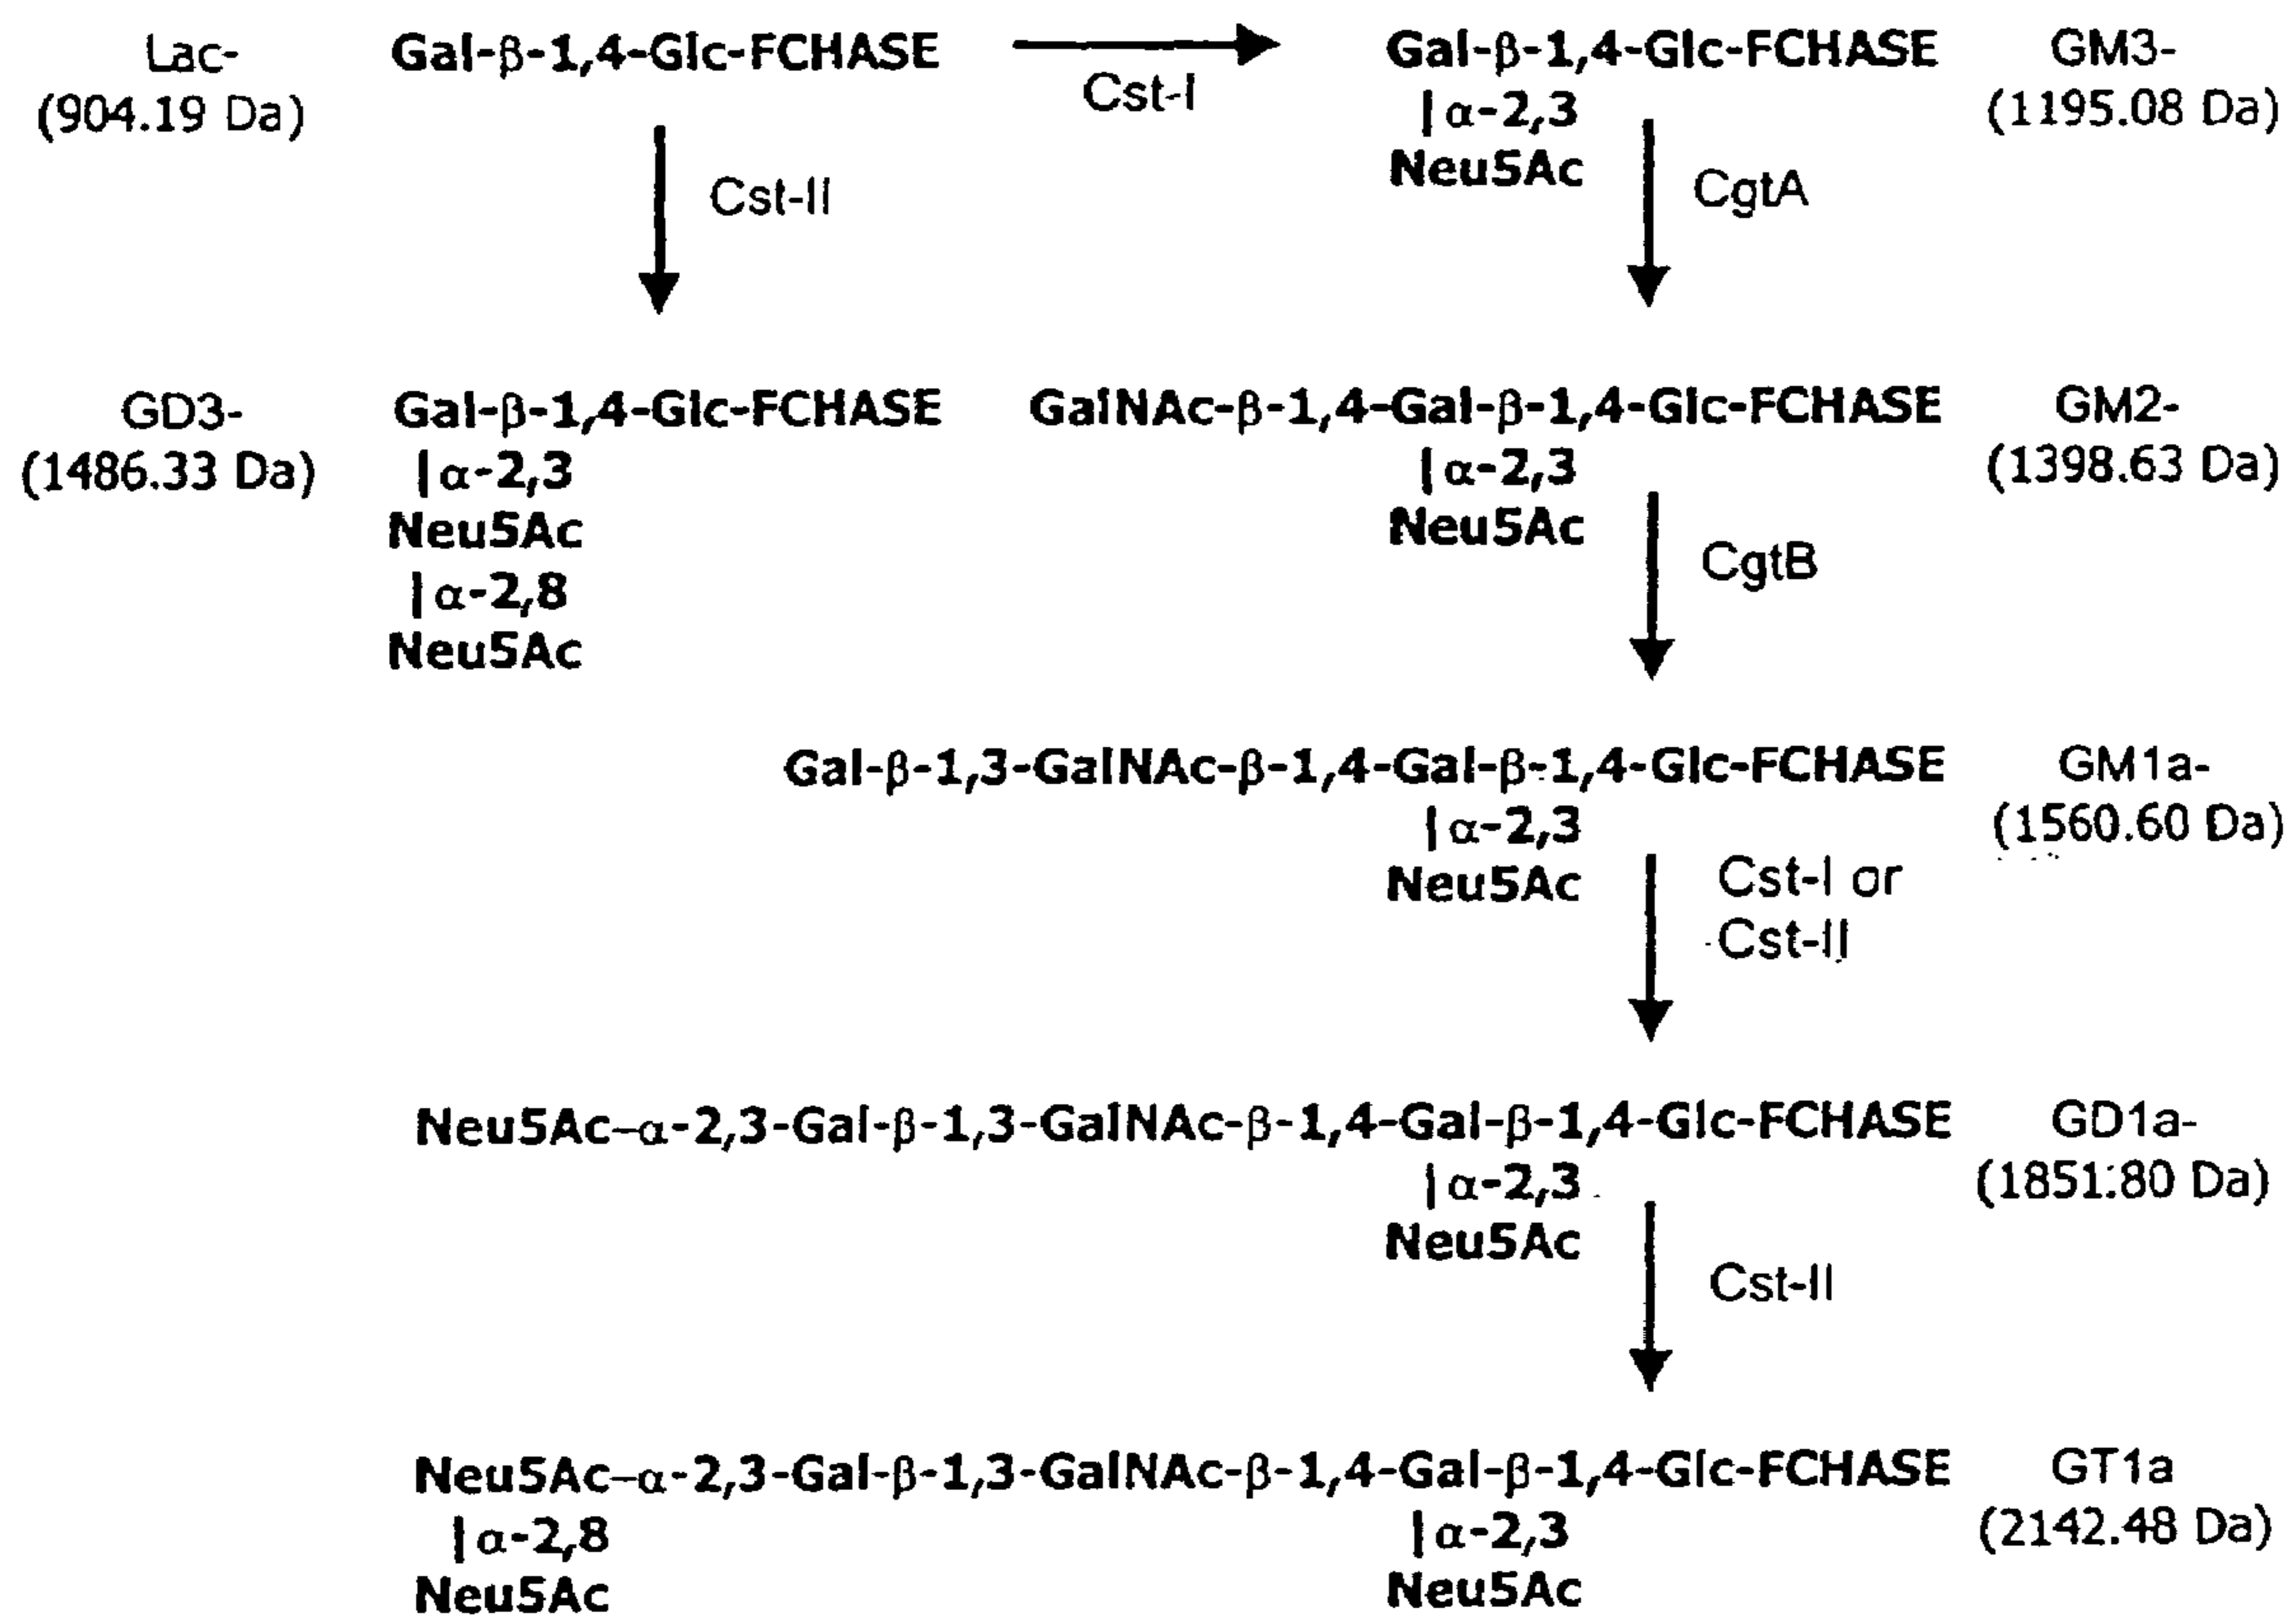 Lac- Gal-β-1,4-Glc-FCHASE Gal-β-1,4-Glc-FCHASE GM3-
(904.19 Da) Cst-I |α-2,3 (1195.08 Da)
Neu5Ac
Cst-II CgtA
GD3- Gal-β-1,4-Glc-FCHASE GalNAc-β-1,4-Gal-β-1,4-Glc-FCHASE GM2-
(1486.33 Da) |α-2,3 |α-2,3 (1398.63 Da)
Neu5Ac Neu5Ac
|α-2,8 CgtB
Neu5Ac
Gal-β-1,3-GalNAc-β-1,4-Gal-β-1,4-Glc-FCHASE GM1a-
|α-2,3 (1560.60 Da)
Neu5Ac Cst-I or
Cst-II
Neu5Ac–α-2,3-Gal-β-1,3-GalNAc-β-1,4-Gal-β-1,4-Glc-FCHASE GD1a-
|α-2,3 (1851.80 Da)
Neu5Ac
Cst-II
Neu5Ac–α-2,3-Gal-β-1,3-GalNAc-β-1,4-Gal-β-1,4-Glc-FCHASE GT1a
|α-2,8 |α-2,3 (2142.48 Da)
Neu5Ac Neu5Ac